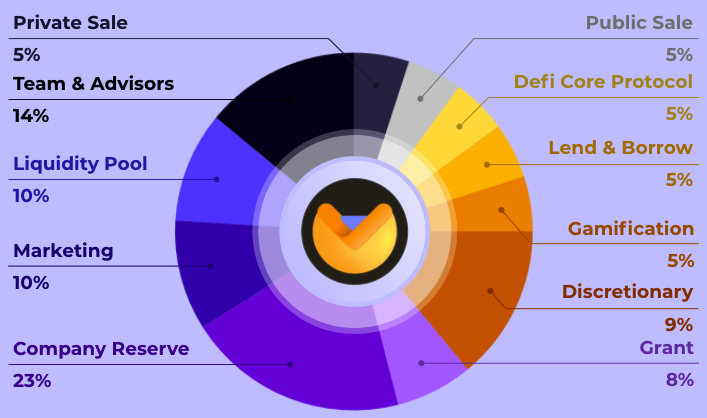 Private Sale
5%
Team & Advisors
14%
Liquidity Pool
10%
Marketing
10%
Company Reserve
23%
Public Sale
5%
Defi Core Protocol
5%
Lend & Borrow
5%
Gamification
5%
Discretionary
9%
Grant
8%